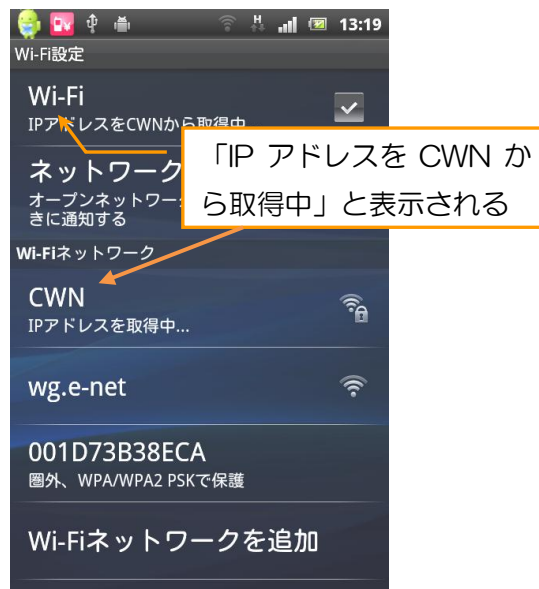 H 13:19
Wi-Fi設定
Wi-Fi
IPアドレスをCWNから取得中
「IP アドレスを CWN か
ら取得中」と表示される
ネットワーク
オープンネットワー
きに通知する
Wi-Fiネットワーク
CWN
IPアドレスを取得中...
wg.e-net
001D73B38ECA
圏外、WPA/WPA2 PSKで保護
Wi-Fiネットワークを追加